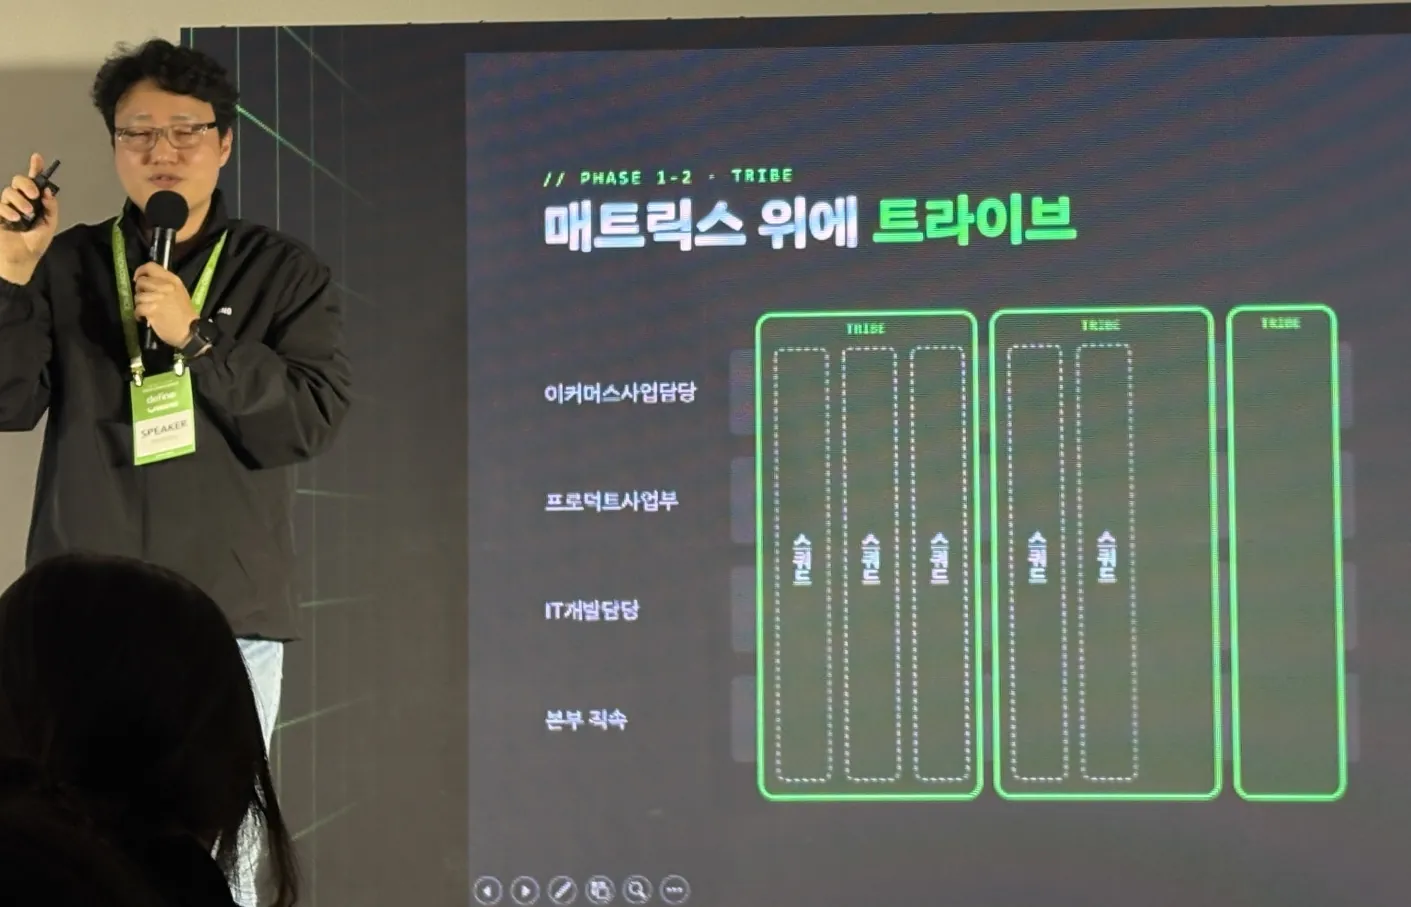 // PHASE 1-2 - TRIBE
매트릭스 위에 트라이브
TRIBE
TRIBE
TRIBE
이커머스사업담당
프로덕트사업부
IT개발담당
본부 직속
스쿼드
스쿼드
스쿼드
스쿼드
스쿼드
define
SPEAKER